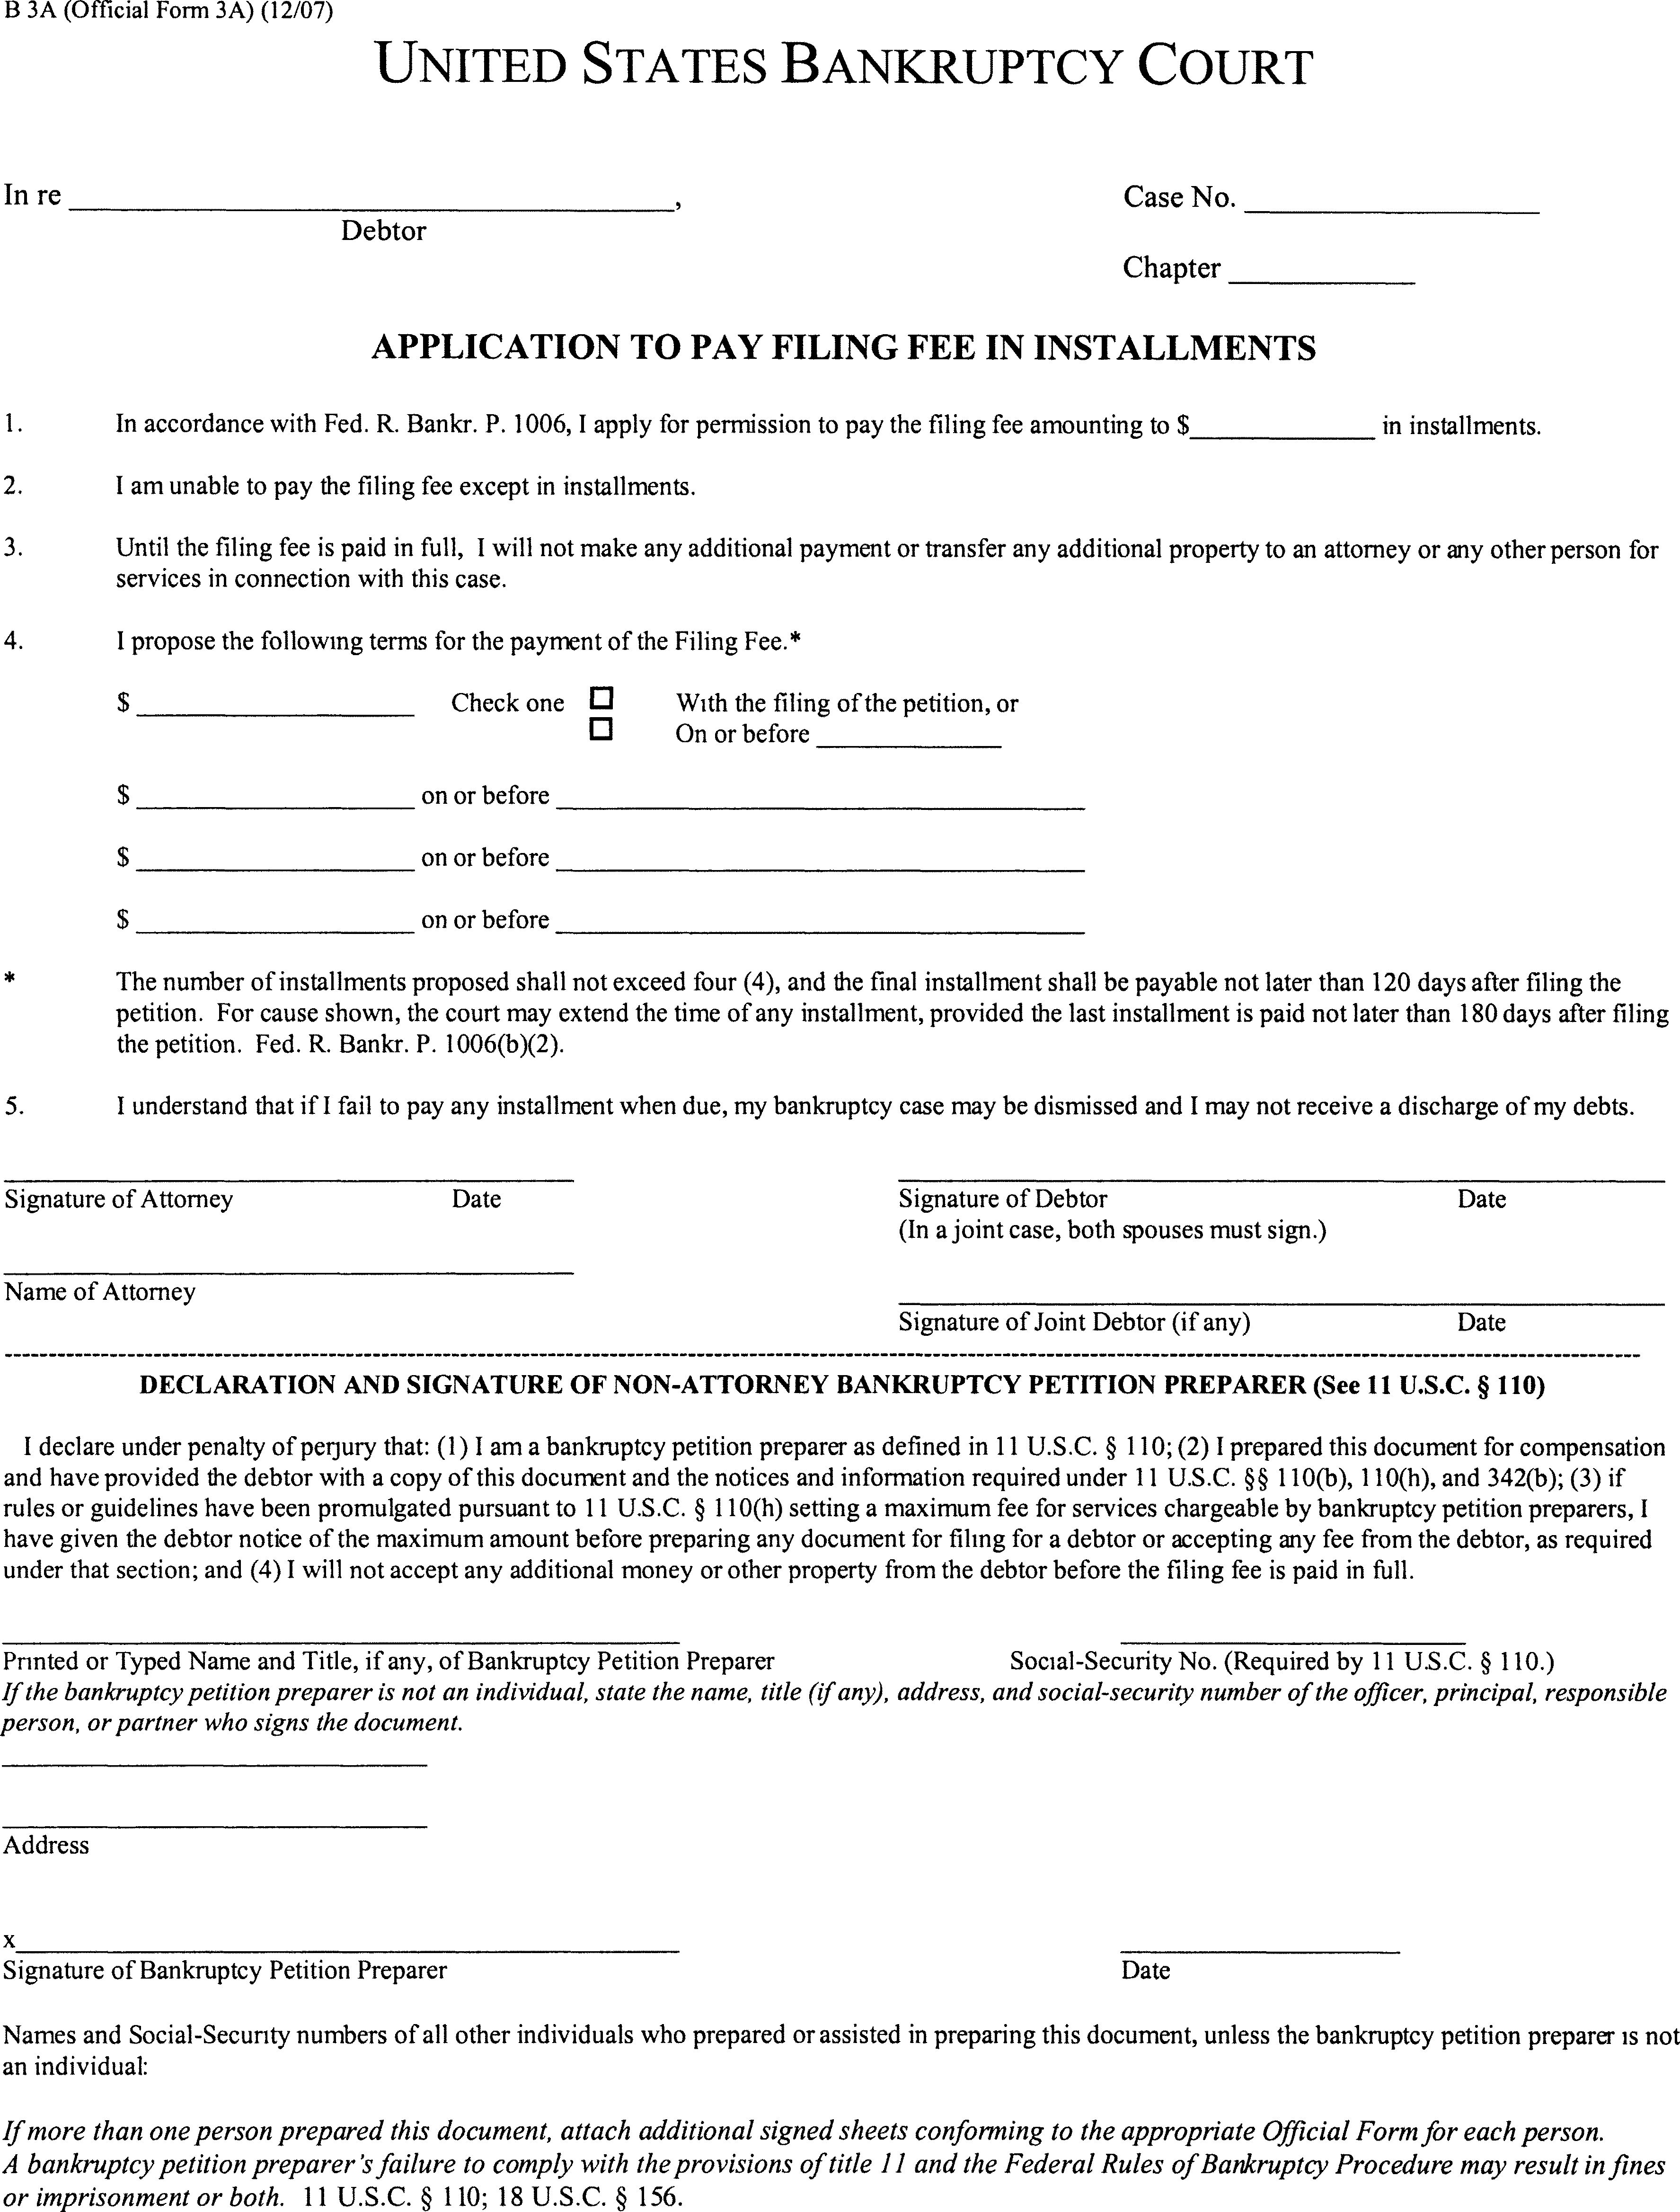 B 3A (Official Form 3A) (12/07)
UNITED STATES BANKRUPTCY COURT
In re ____________________, Case No. ____________________
Debtor
Chapter ____________
APPLICATION TO PAY FILING FEE IN INSTALLMENTS
1. In accordance with Fed. R. Bankr. P. 1006, I apply for permission to pay the filing fee amounting to $____________ in installments.
2. I am unable to pay the filing fee except in installments.
3. Until the filing fee is paid in full, I will not make any additional payment or transfer any additional property to an attorney or any other person for
services in connection with this case.
4. I propose the following terms for the payment of the Filing Fee.*
$ ____________ Check one ☐ With the filing of the petition, or
☐ On or before ____________
$ ____________ on or before ____________
$ ____________ on or before ____________
$ ____________ on or before ____________
* The number of installments proposed shall not exceed four (4), and the final installment shall be payable not later than 120 days after filing the
petition. For cause shown, the court may extend the time of any installment, provided the last installment is paid not later than 180 days after filing
the petition. Fed. R. Bankr. P. 1006(b)(2).
5. I understand that if I fail to pay any installment when due, my bankruptcy case may be dismissed and I may not receive a discharge of my debts.
Signature of Attorney Date Signature of Debtor Date
(In a joint case, both spouses must sign.)
Name of Attorney
Signature of Joint Debtor (if any) Date
DECLARATION AND SIGNATURE OF NON-ATTORNEY BANKRUPTCY PETITION PREPARER (See 11 U.S.C. § 110)
I declare under penalty of perjury that: (1) I am a bankruptcy petition preparer as defined in 11 U.S.C. § 110; (2) I prepared this document for compensation
and have provided the debtor with a copy of this document and the notices and information required under 11 U.S.C. §§ 110(b), 110(h), and 342(b); (3) if
rules or guidelines have been promulgated pursuant to 11 U.S.C. § 110(h) setting a maximum fee for services chargeable by bankruptcy petition preparers, I
have given the debtor notice of the maximum amount before preparing any document for filing for a debtor or accepting any fee from the debtor, as required
under that section; and (4) I will not accept any additional money or other property from the debtor before the filing fee is paid in full.
Printed or Typed Name and Title, if any, of Bankruptcy Petition Preparer Social-Security No. (Required by 11 U.S.C. § 110.)
If the bankruptcy petition preparer is not an individual, state the name, title (if any), address, and social-security number of the officer, principal, responsible
person, or partner who signs the document.
Address
x____________________
Signature of Bankruptcy Petition Preparer Date
Names and Social-Security numbers of all other individuals who prepared or assisted in preparing this document, unless the bankruptcy petition preparer is not
an individual:
If more than one person prepared this document, attach additional signed sheets conforming to the appropriate Official Form for each person.
A bankruptcy petition preparer's failure to comply with the provisions of title 11 and the Federal Rules of Bankruptcy Procedure may result in fines
or imprisonment or both. 11 U.S.C. § 110; 18 U.S.C. § 156.